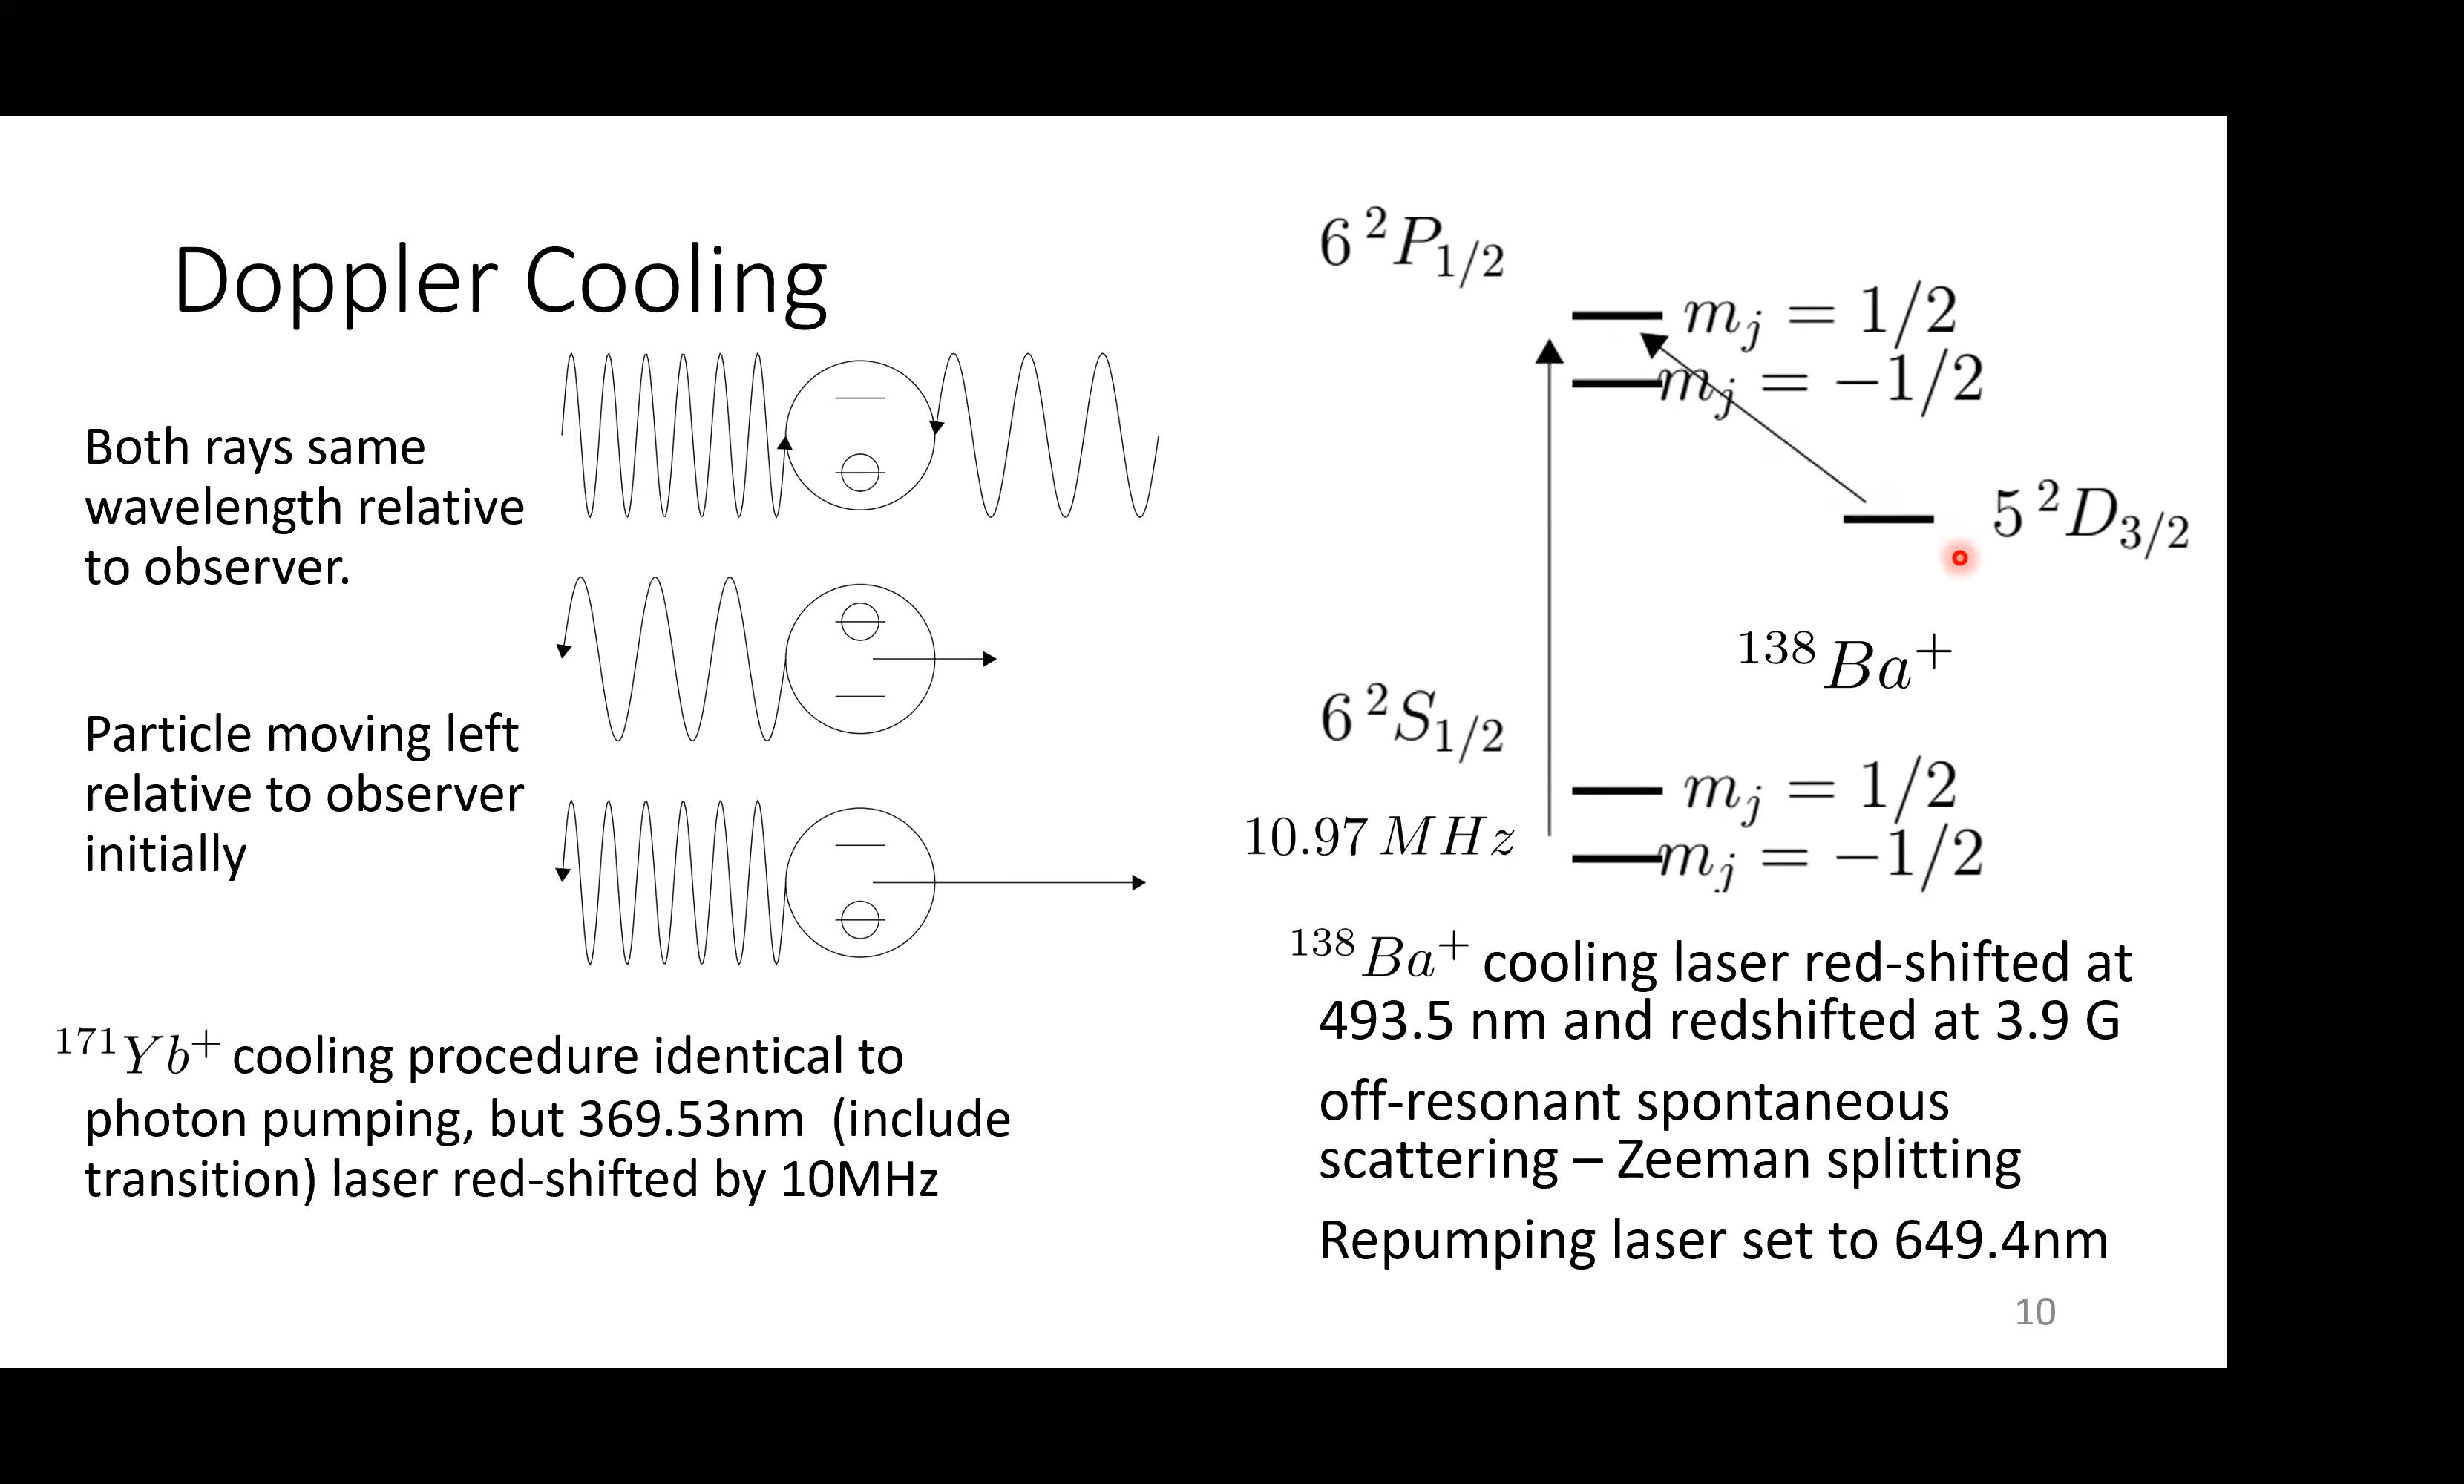 Doppler Cooling
Both rays same
wavelength relative
to observer.
Particle moving left
relative to observer
initially
¹⁷¹Yb⁺ cooling procedure identical to
photon pumping, but 369.53nm (include
transition) laser red-shifted by 10MHz
6 ²P₁/₂
m_j = 1/2
m_j = −1/2
5 ²D₃/₂
¹³⁸Ba⁺
6 ²S₁/₂
m_j = 1/2
10.97 MHz
m_j = −1/2
¹³⁸Ba⁺ cooling laser red-shifted at
493.5 nm and redshifted at 3.9 G
off-resonant spontaneous
scattering – Zeeman splitting
Repumping laser set to 649.4nm
10